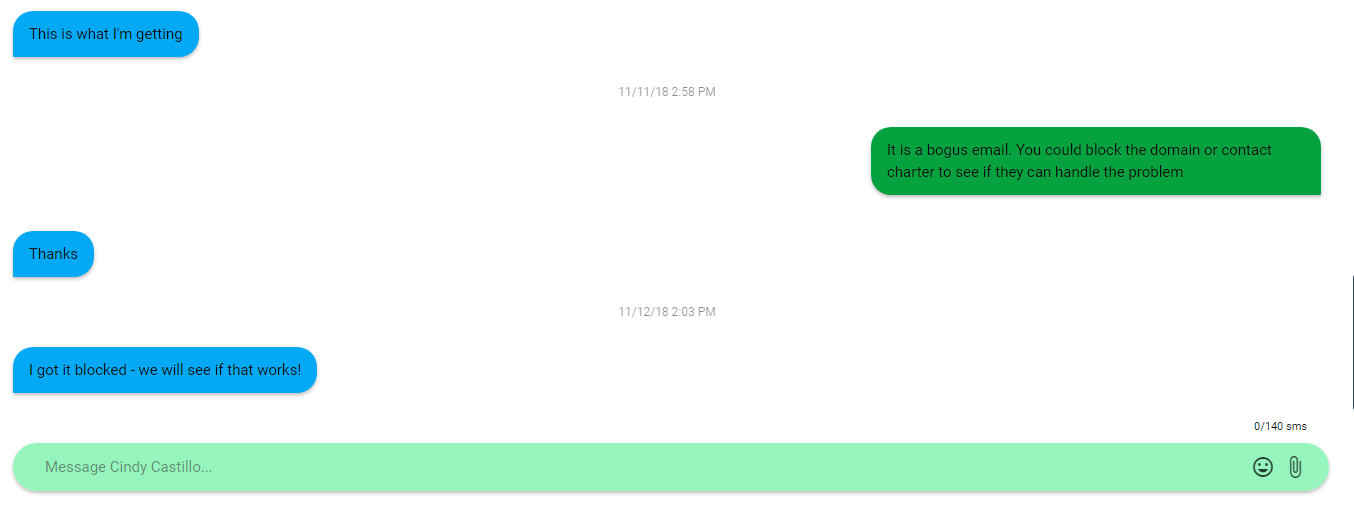 This is what I'm getting
11/11/18 2:58 PM
It is a bogus email. You could block the domain or contact
charter to see if they can handle the problem
Thanks
11/12/18 2:03 PM
I got it blocked - we will see if that works!
0/140 sms
Message Cindy Castillo...